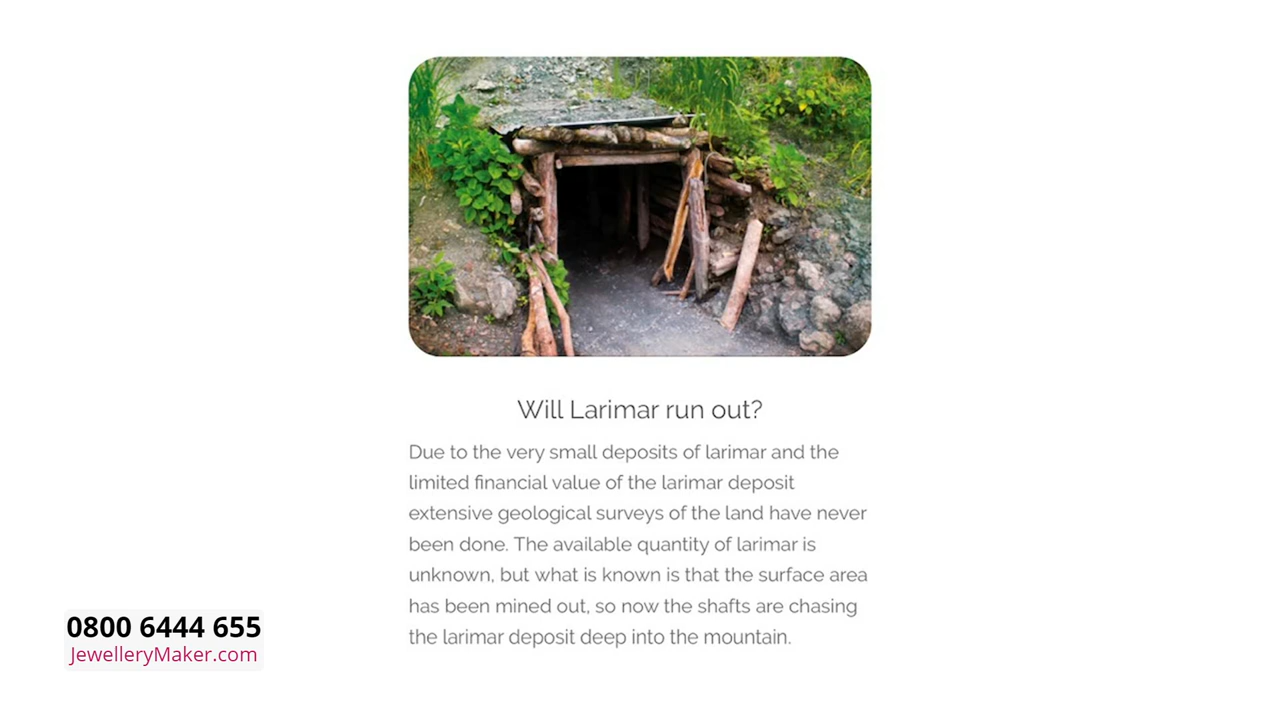 Will Larimar run out?
Due to the very small deposits of larimar and the
limited financial value of the larimar deposit
extensive geological surveys of the land have never
been done. The available quantity of larimar is
unknown, but what is known is that the surface area
has been mined out, so now the shafts are chasing
the larimar deposit deep into the mountain.
0800 6444 655
JewelleryMaker.com